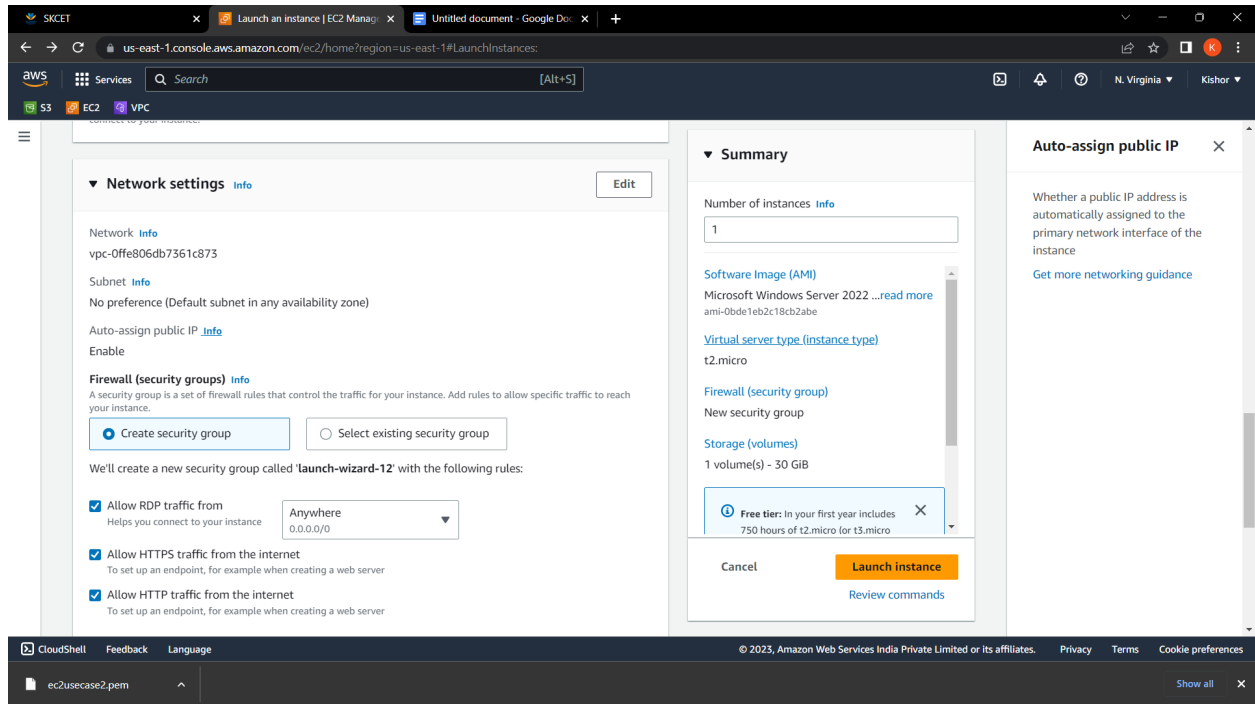 SKCET
Launch an instance | EC2 Manag
Untitled document - Google Doc
us-east-1.console.aws.amazon.com/ec2/home?region=us-east-1#LaunchInstances:
K
aws
Services
Search
[Alt+S]
N. Virginia
Kishor
S3
EC2
VPC
connect to your instance.
Network settings Info
Edit
Network Info
vpc-0ffe806db7361c873
Subnet Info
No preference (Default subnet in any availability zone)
Auto-assign public IP Info
Enable
Firewall (security groups) Info
A security group is a set of firewall rules that control the traffic for your instance. Add rules to allow specific traffic to reach
your instance.
Create security group
Select existing security group
We'll create a new security group called 'launch-wizard-12' with the following rules:
Allow RDP traffic from
Helps you connect to your instance
Anywhere
0.0.0.0/0
Allow HTTPS traffic from the internet
To set up an endpoint, for example when creating a web server
Allow HTTP traffic from the internet
To set up an endpoint, for example when creating a web server
Summary
Number of instances Info
1
Software Image (AMI)
Microsoft Windows Server 2022 ...read more
ami-0bde1eb2c18cb2abe
Virtual server type (instance type)
t2.micro
Firewall (security group)
New security group
Storage (volumes)
1 volume(s) - 30 GiB
Free tier: In your first year includes
750 hours of t2.micro (or t3.micro
Cancel
Launch instance
Review commands
Auto-assign public IP
Whether a public IP address is
automatically assigned to the
primary network interface of the
instance
Get more networking guidance
CloudShell
Feedback
Language
© 2023, Amazon Web Services India Private Limited or its affiliates.
Privacy
Terms
Cookie preferences
ec2usecase2.pem
Show all